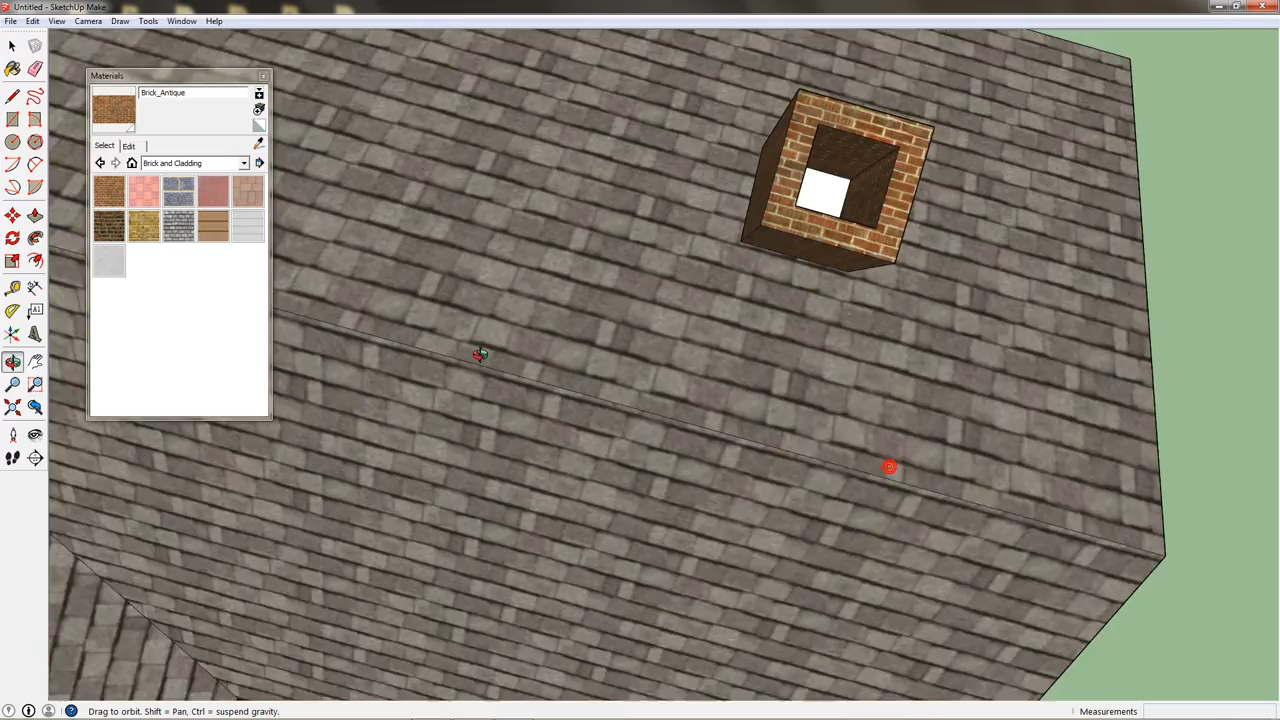 Untitled - SketchUp Make
File Edit View Camera Draw Tools Window Help
Materials
Brick_Antique
Select Edit
Brick and Cladding
A1
Drag to orbit. Shift = Pan, Ctrl = suspend gravity.
Measurements